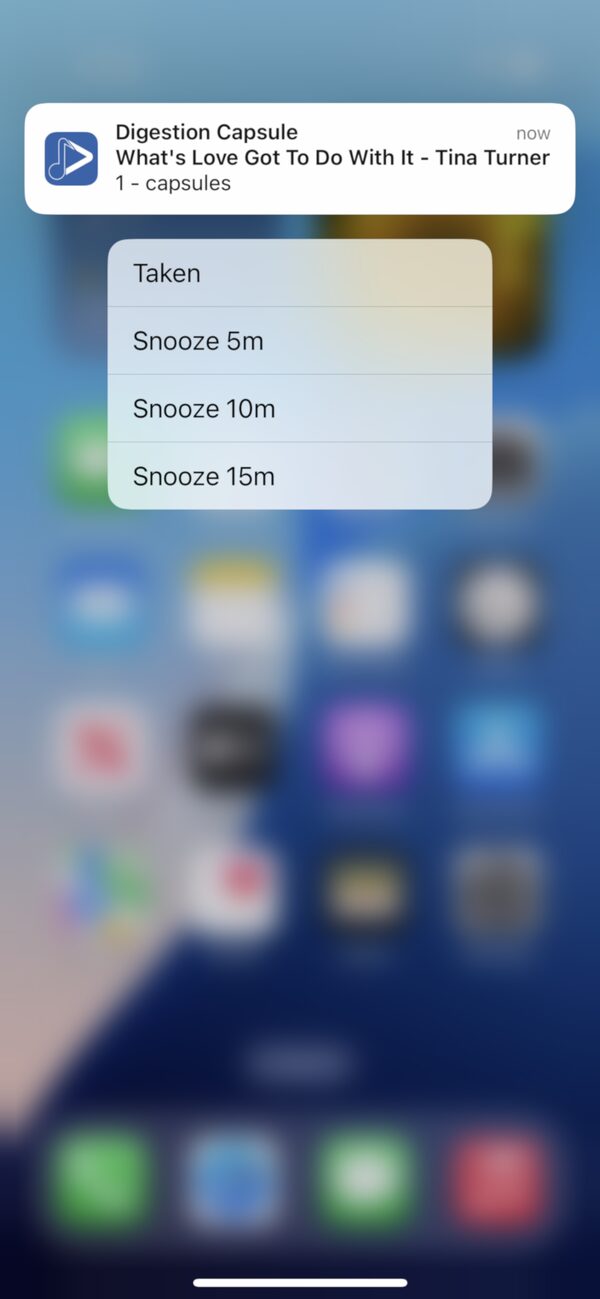 Digestion Capsule
now
What's Love Got To Do With It - Tina Turner
1 - capsules
Taken
Snooze 5m
Snooze 10m
Snooze 15m